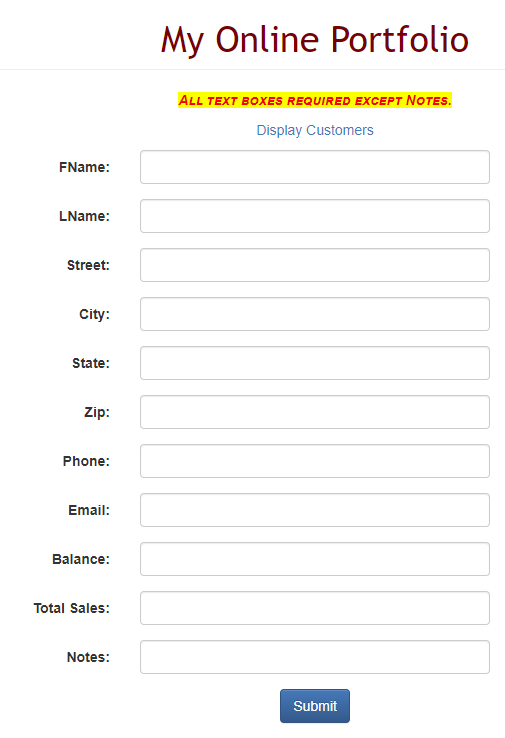 My Online Portfolio
All text boxes required except Notes.
Display Customers
FName:
LName:
Street:
City:
State:
Zip:
Phone:
Email:
Balance:
Total Sales:
Notes:
Submit